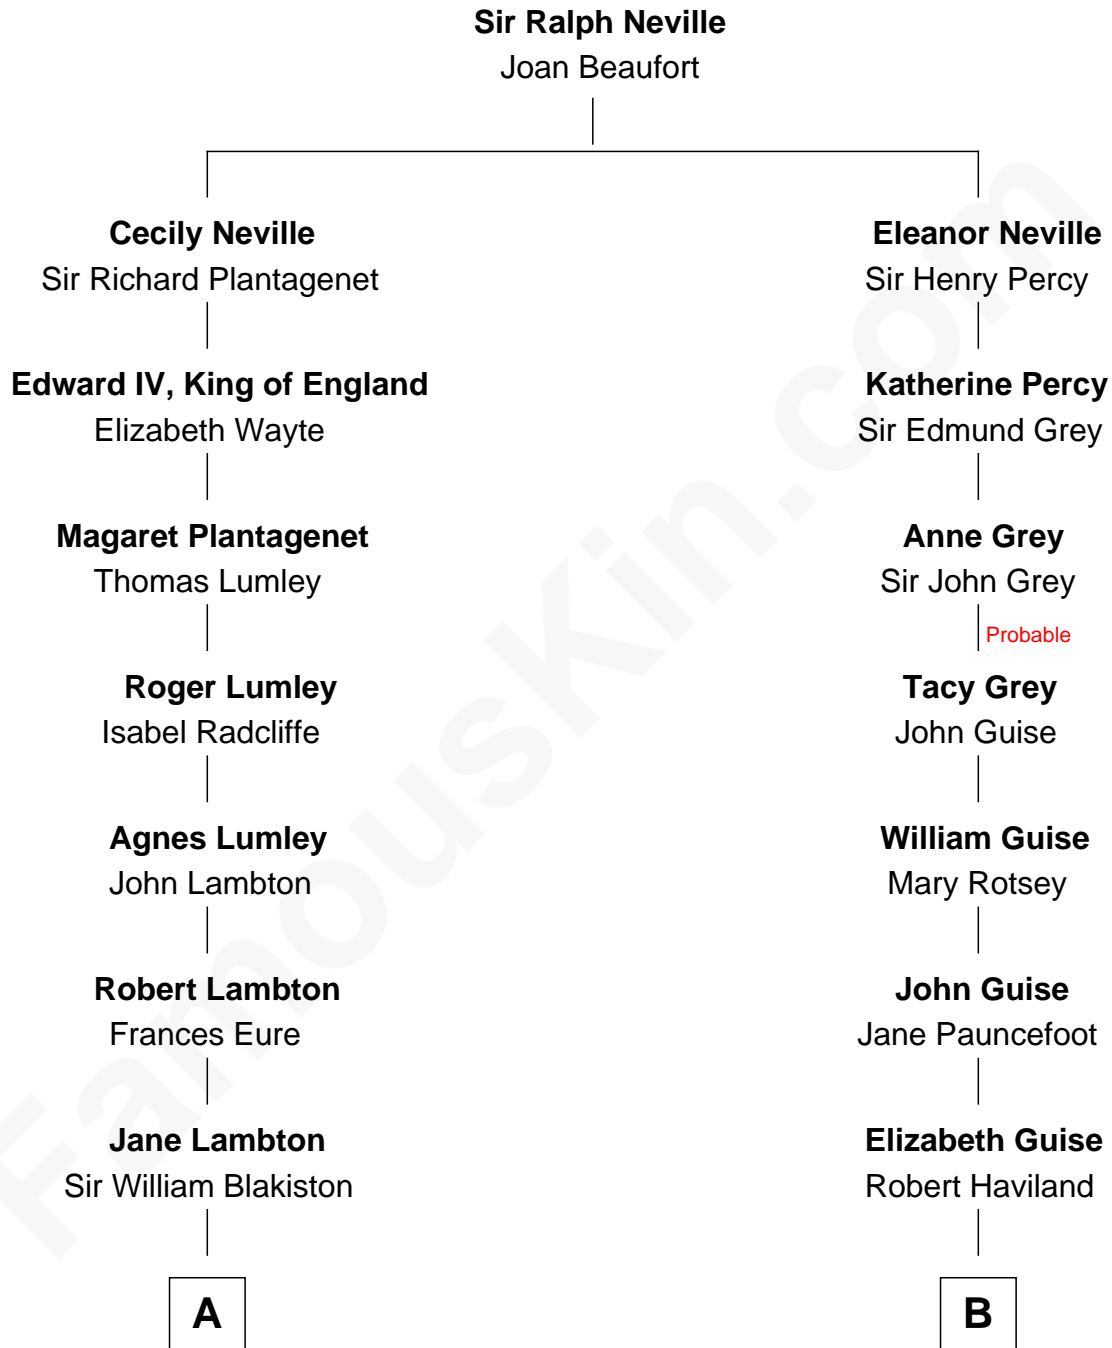 Sir Ralph Neville
Joan Beaufort
Cecily Neville
Sir Richard Plantagenet
Eleanor Neville
Sir Henry Percy
Edward IV, King of England
Elizabeth Wayte
Katherine Percy
Sir Edmund Grey
Magaret Plantagenet
Thomas Lumley
Anne Grey
Sir John Grey
Probable
Roger Lumley
Isabel Radcliffe
Tacy Grey
John Guise
Agnes Lumley
John Lambton
William Guise
Mary Rotsey
Robert Lambton
Frances Eure
John Guise
Jane Pauncefoot
Jane Lambton
Sir William Blakiston
Elizabeth Guise
Robert Haviland
A
B
FamousKin.com